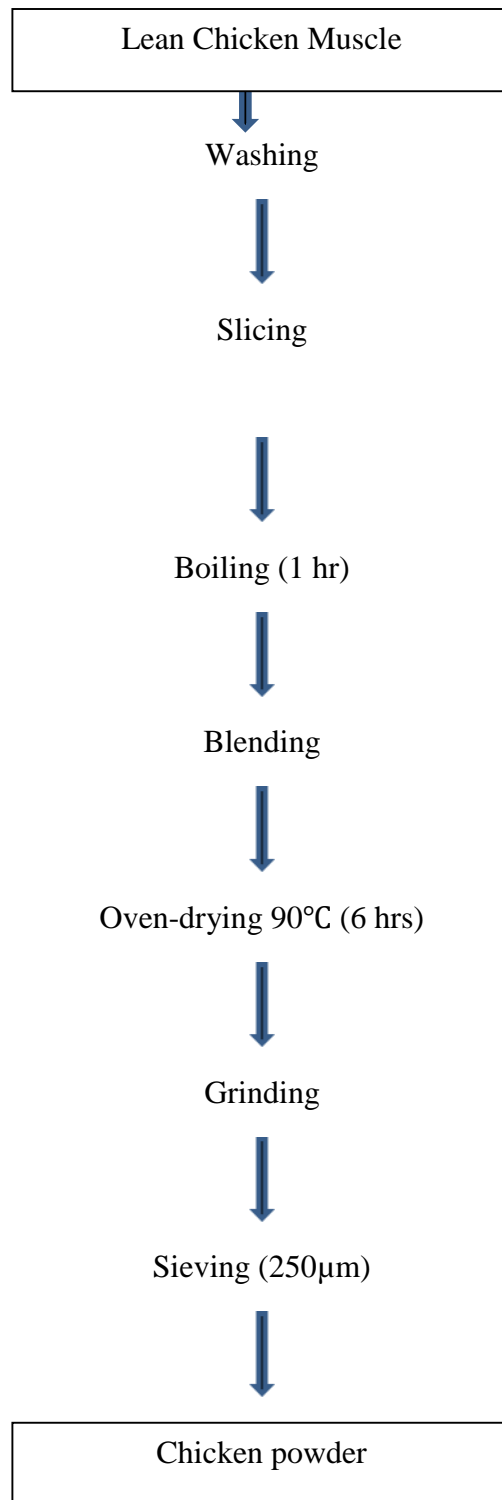 Lean Chicken Muscle
Washing
Slicing
Boiling (1 hr)
Blending
Oven-drying 90℃ (6 hrs)
Grinding
Sieving (250µm)
Chicken powder